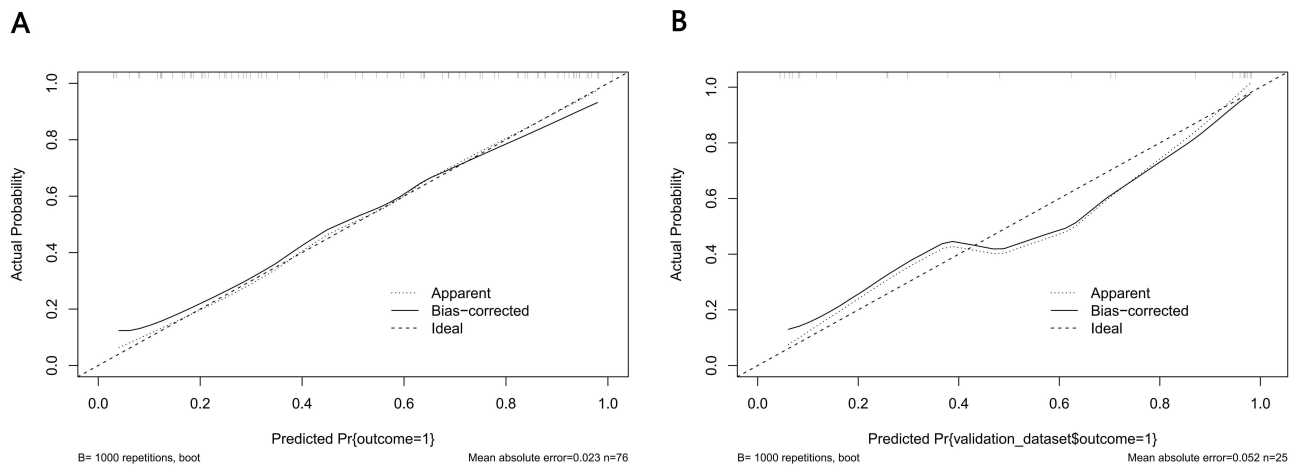 A
Actual Probability
1.0
0.8
0.6
0.4
0.2
0.0
Apparent
Bias−corrected
Ideal
0.0 0.2 0.4 0.6 0.8 1.0
Predicted Pr{outcome=1}
B= 1000 repetitions, boot
Mean absolute error=0.023 n=76
B
Actual Probability
1.0
0.8
0.6
0.4
0.2
0.0
Apparent
Bias−corrected
Ideal
0.0 0.2 0.4 0.6 0.8 1.0
Predicted Pr{validation_dataset$outcome=1}
B= 1000 repetitions, boot
Mean absolute error=0.052 n=25